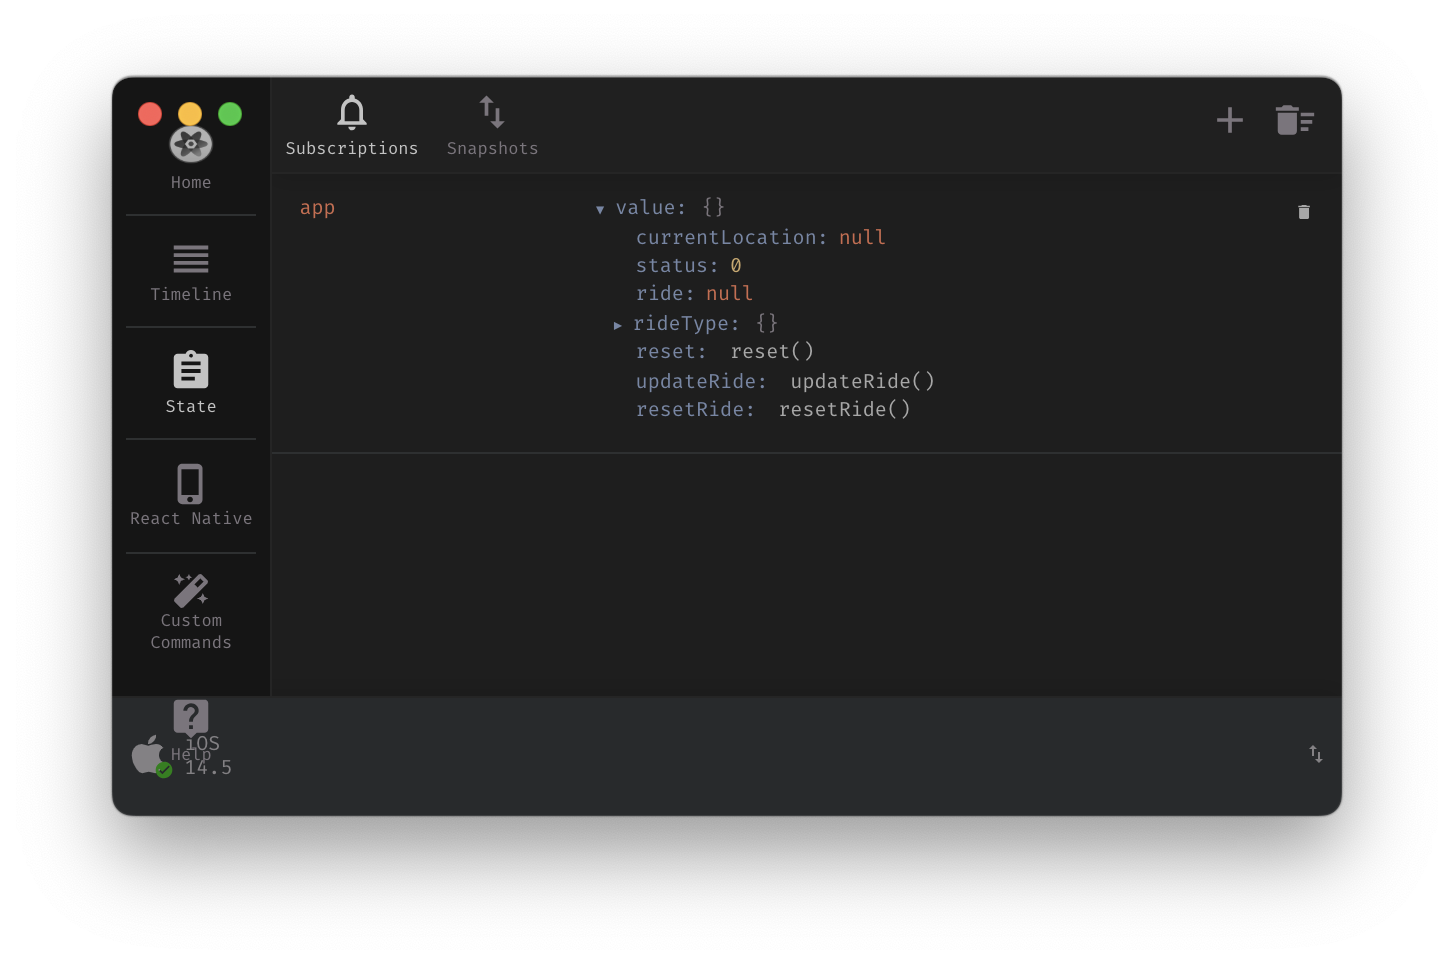 Home
Timeline
State
React Native
Custom
Commands
Help
Subscriptions
Snapshots
app
▼ value: {}
currentLocation: null
status: 0
ride: null
▶ rideType: {}
reset: reset()
updateRide: updateRide()
resetRide: resetRide()
iOS
14.5